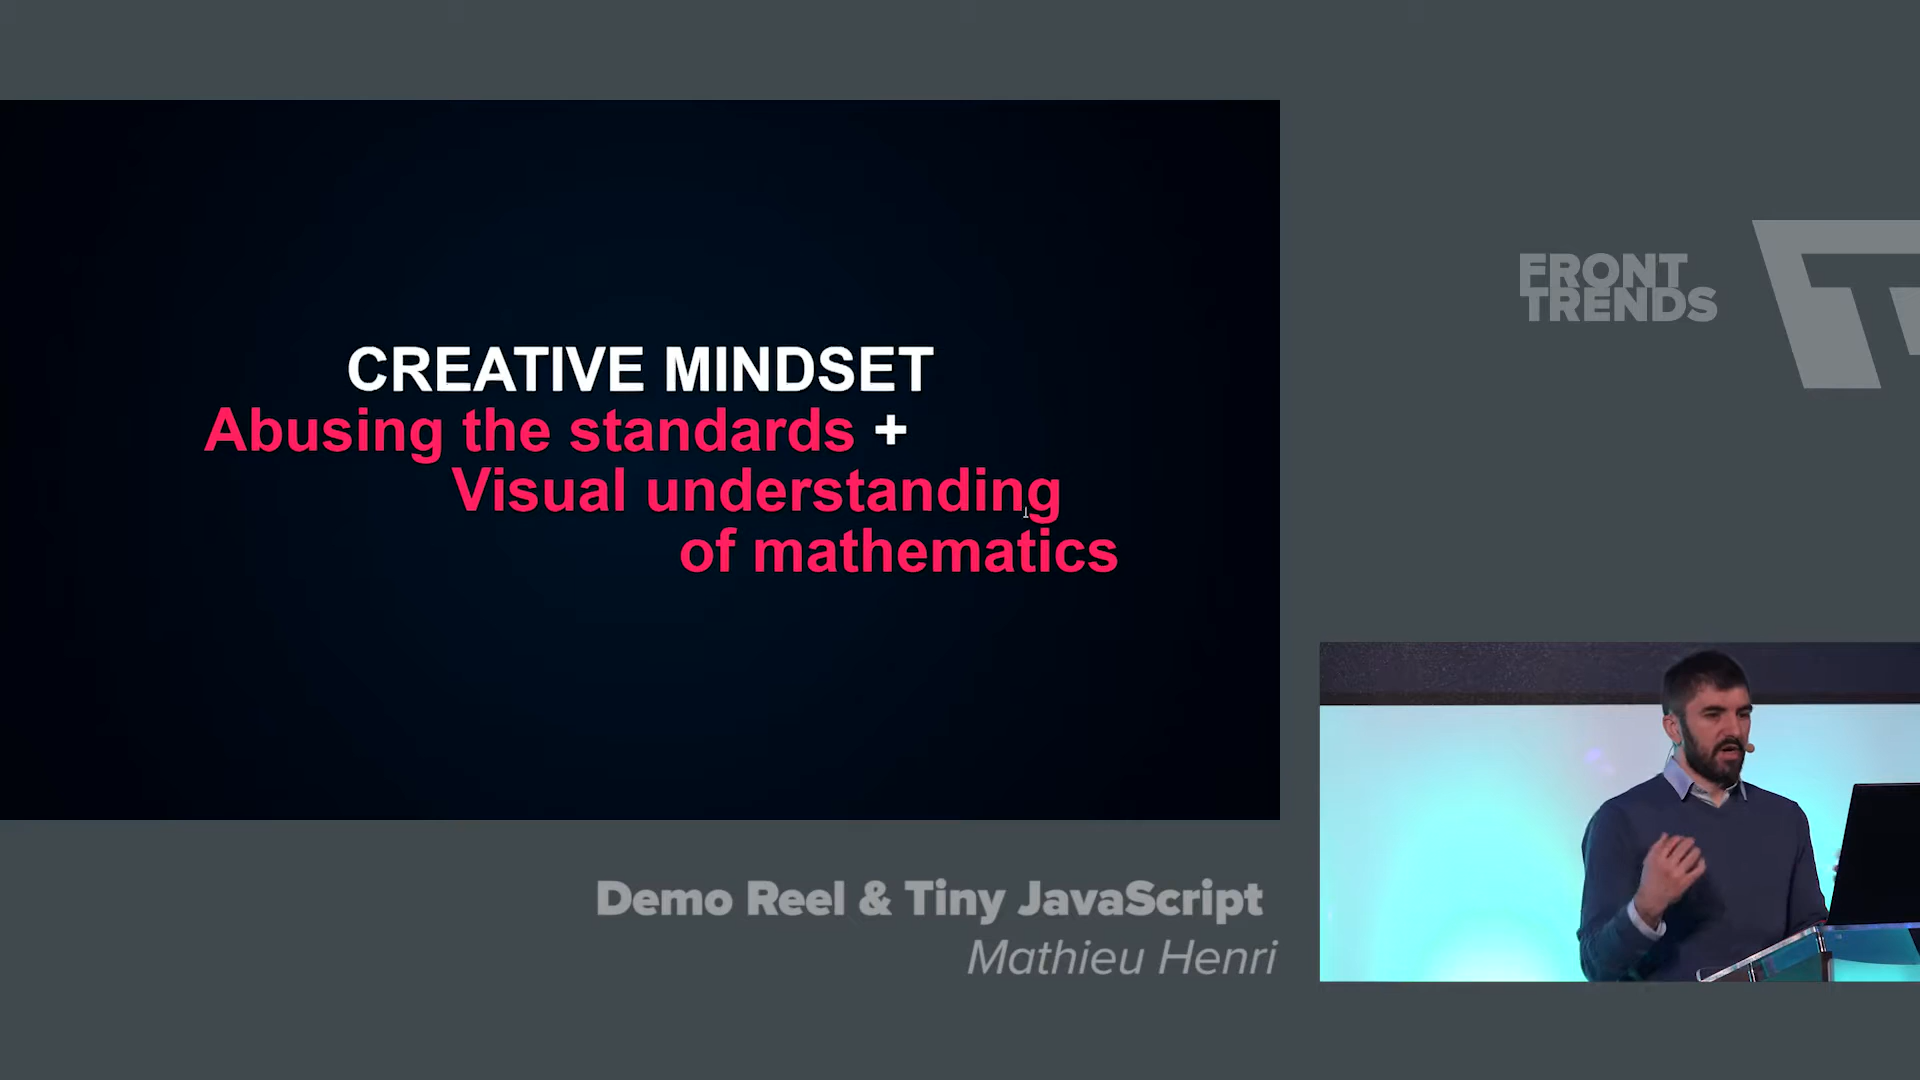 CREATIVE MINDSET
Abusing the standards +
Visual understanding
of mathematics
FRONT
TRENDS
Demo Reel & Tiny JavaScript
Mathieu Henri